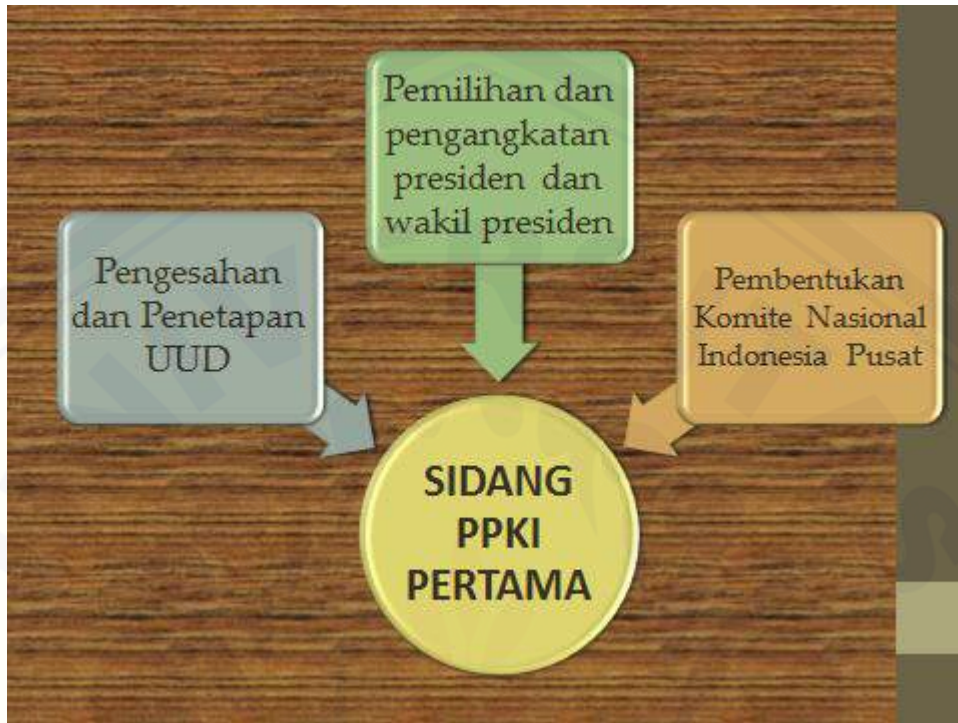 Pemilihan dan
pengangkatan
presiden dan
wakil presiden
Pengesahan
dan Penetapan
UUD
Pembentukan
Komite Nasional
Indonesia Pusat
SIDANG
PPKI
PERTAMA